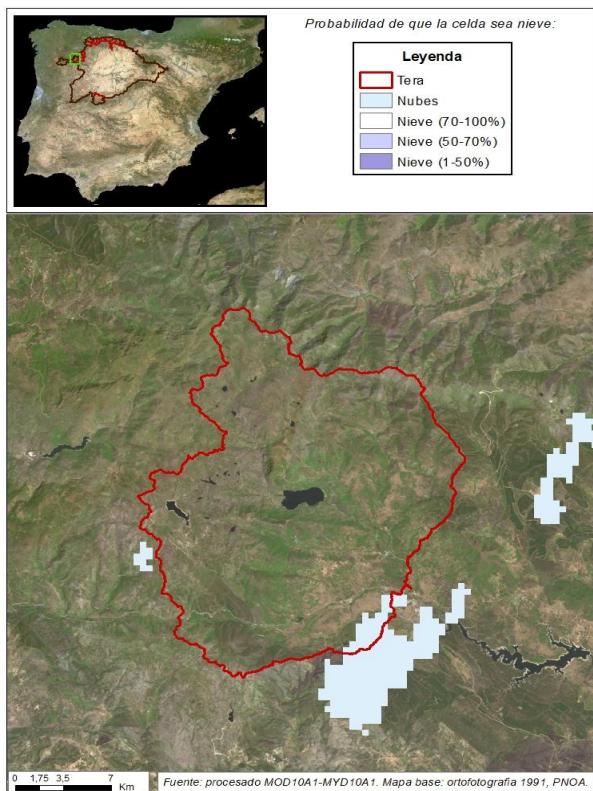 Probabilidad de que la celda sea nieve:
Leyenda
Tera
Nubes
Nieve (70-100%)
Nieve (50-70%)
Nieve (1-50%)
0 1,75 3,5 7
Km
Fuente: procesado MOD10A1-MYD10A1. Mapa base: ortofotografia 1991, PNOA.